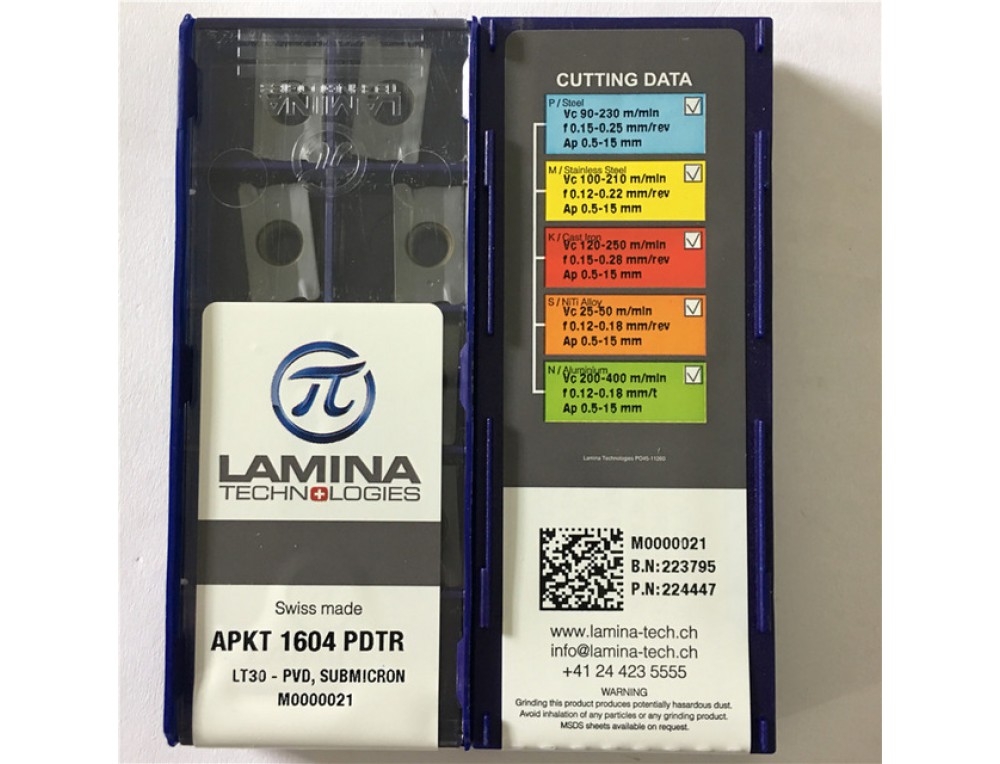 LAMINA
TECHNOLOGIES
π
π
LAMINA
TECHNOLOGIES
Swiss made
APKT 1604 PDTR
LT30 - PVD, SUBMICRON
M0000021
CUTTING DATA
P / Steel
Vc 90-230 m/min
f 0.15-0.25 mm/rev
Ap 0.5-15 mm
M / Stainless Steel
Vc 100-210 m/min
f 0.12-0.22 mm/rev
Ap 0.5-15 mm
K / Cast Iron
Vc 120-250 m/min
f 0.15-0.28 mm/rev
Ap 0.5-15 mm
S / NiTi Alloy
Vc 25-50 m/min
f 0.12-0.18 mm/rev
Ap 0.5-15 mm
N / Aluminium
Vc 200-400 m/min
f 0.12-0.18 mm/t
Ap 0.5-15 mm
Lamina Technologies
M0000021
B.N:223795
P.N:224447
www.lamina-tech.ch
info@lamina-tech.ch
+41 24 423 5555
WARNING
Grinding this product produces potentially hazardous dust.
Avoid inhalation of any particles or any grinding product.
MSDS sheets available on request.